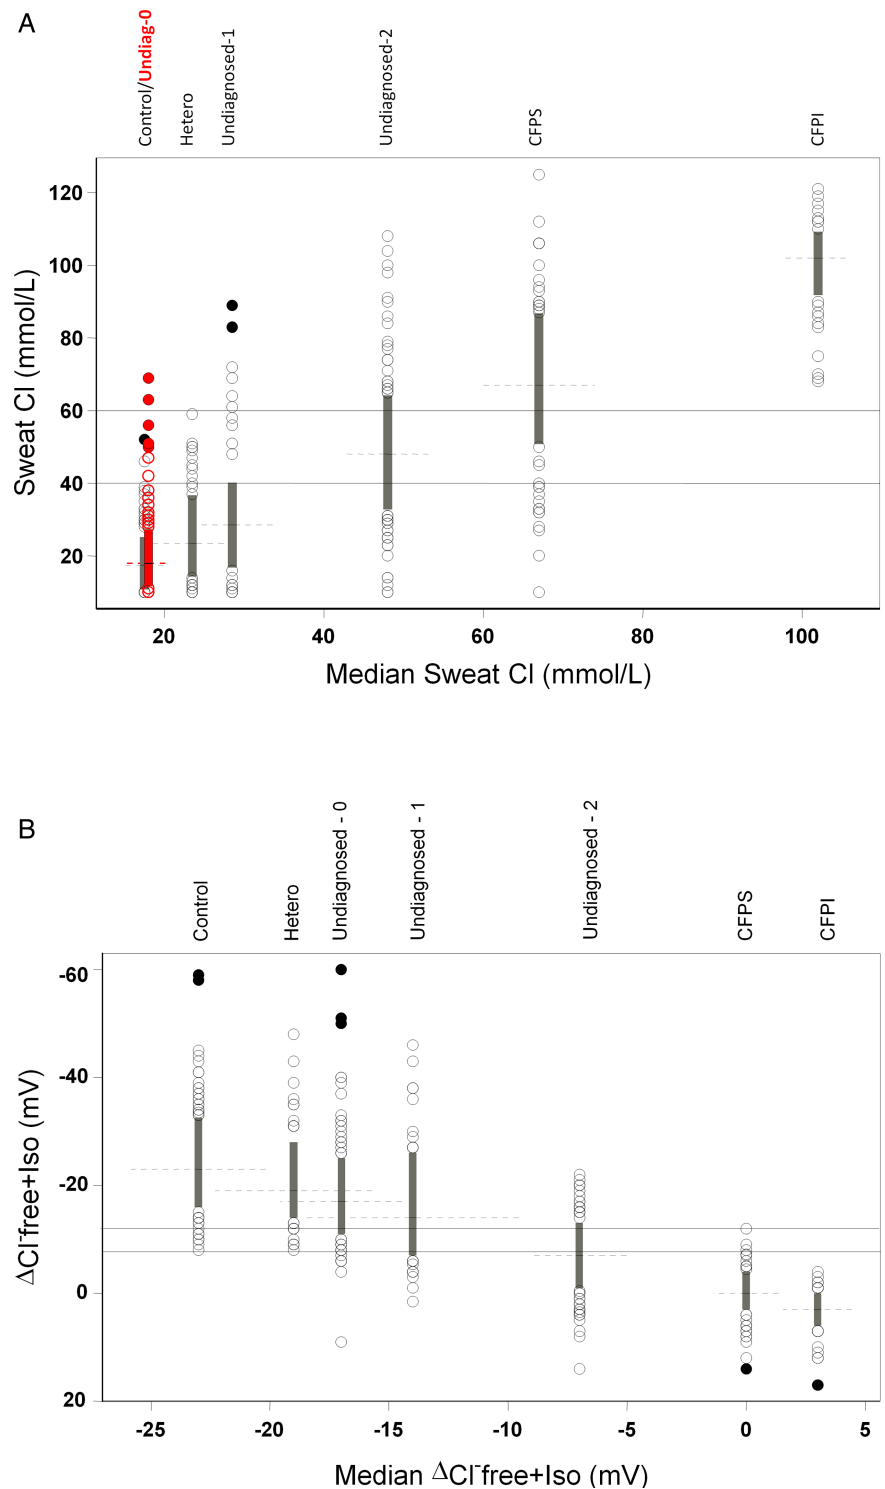 A
Control/Undiag-0
Hetero
Undiagnosed-1
Undiagnosed-2
CFPS
CFPI
Sweat Cl (mmol/L)
120
100
80
60
40
20
20 40 60 80 100
Median Sweat Cl (mmol/L)
B
Control
Hetero
Undiagnosed - 0
Undiagnosed - 1
Undiagnosed - 2
CFPS
CFPI
ΔCl⁻free+Iso (mV)
-60
-40
-20
0
20
-25 -20 -15 -10 -5 0 5
Median ΔCl⁻free+Iso (mV)